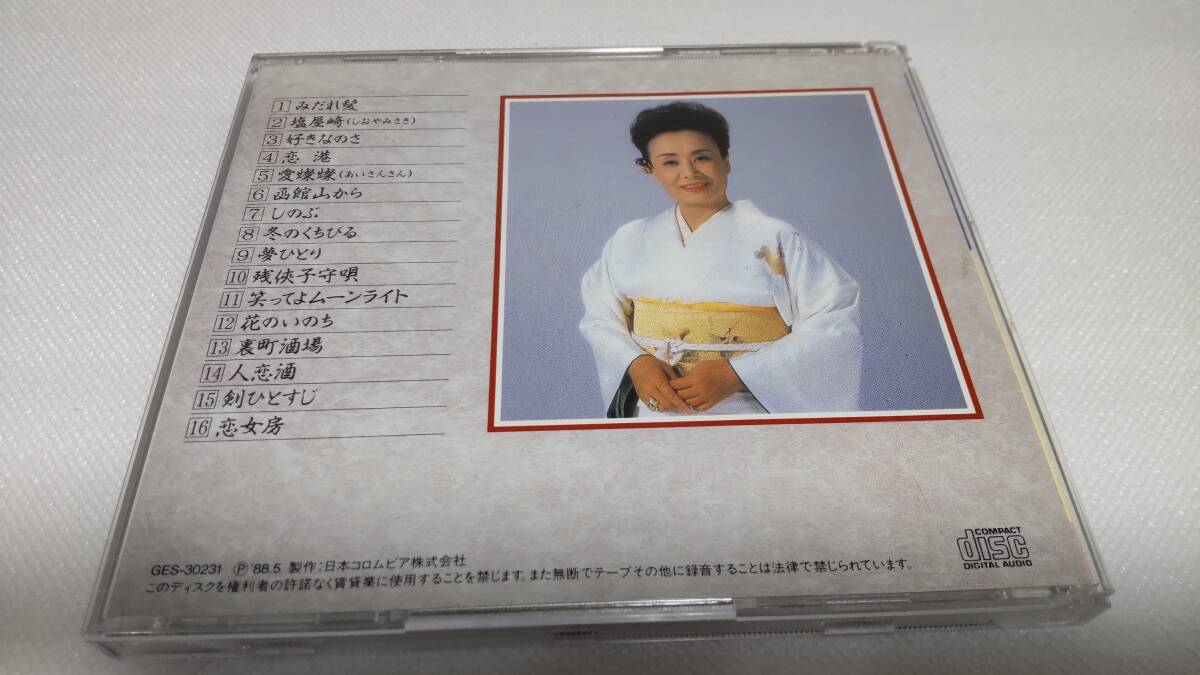 1 みだれ髪
2 塩屋崎(しおやみさき)
3 好きなのさ
4 恋港
5 愛燦燦(あいさんさん)
6 函館山から
7 しのぶ
8 冬のくちびる
9 夢ひとり
10 残侠子守唄
11 笑ってよムーンライト
12 花のいのち
13 裏町酒場
14 人恋酒
15 剣ひとすじ
16 恋女房
GES-30231 Ⓟ'88.5 製作:日本コロムビア株式会社
このディスクを権利者の許諾なく賃貸業に使用することを禁じます。また無断でテープその他に録音することは法律で禁じられています。
COMPACT
disc
DIGITAL AUDIO